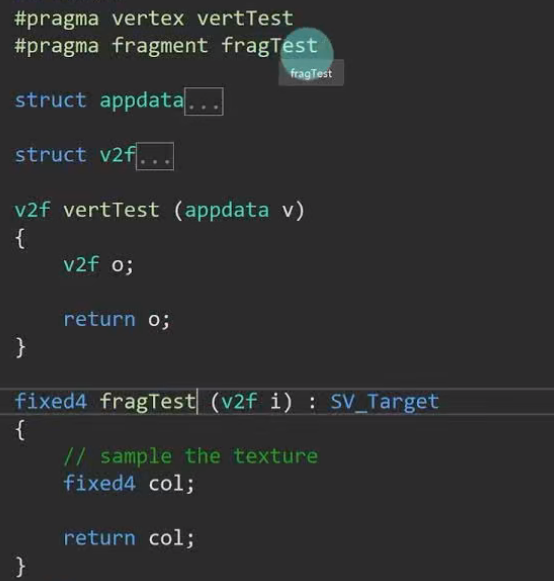 #pragma vertex vertTest
#pragma fragment fragTest
fragTest
struct appdata...
struct v2f...
v2f vertTest (appdata v)
{
v2f o;
return o;
}
fixed4 fragTest (v2f i) : SV_Target
{
// sample the texture
fixed4 col;
return col;
}